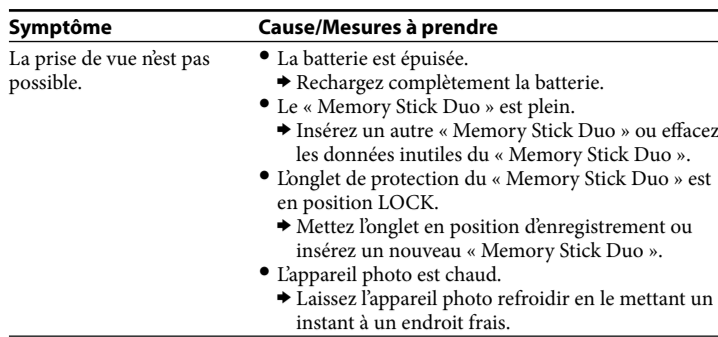 Symptôme Cause/Mesures à prendre
La prise de vue n'est pas possible.
• La batterie est épuisée.
➜ Rechargez complètement la batterie.
• Le « Memory Stick Duo » est plein.
➜ Insérez un autre « Memory Stick Duo » ou effacez
les données inutiles du « Memory Stick Duo ».
• L'onglet de protection du « Memory Stick Duo » est
en position LOCK.
➜ Mettez l'onglet en position d'enregistrement ou
insérez un nouveau « Memory Stick Duo ».
• L'appareil photo est chaud.
➜ Laissez l'appareil photo refroidir en le mettant un
instant à un endroit frais.